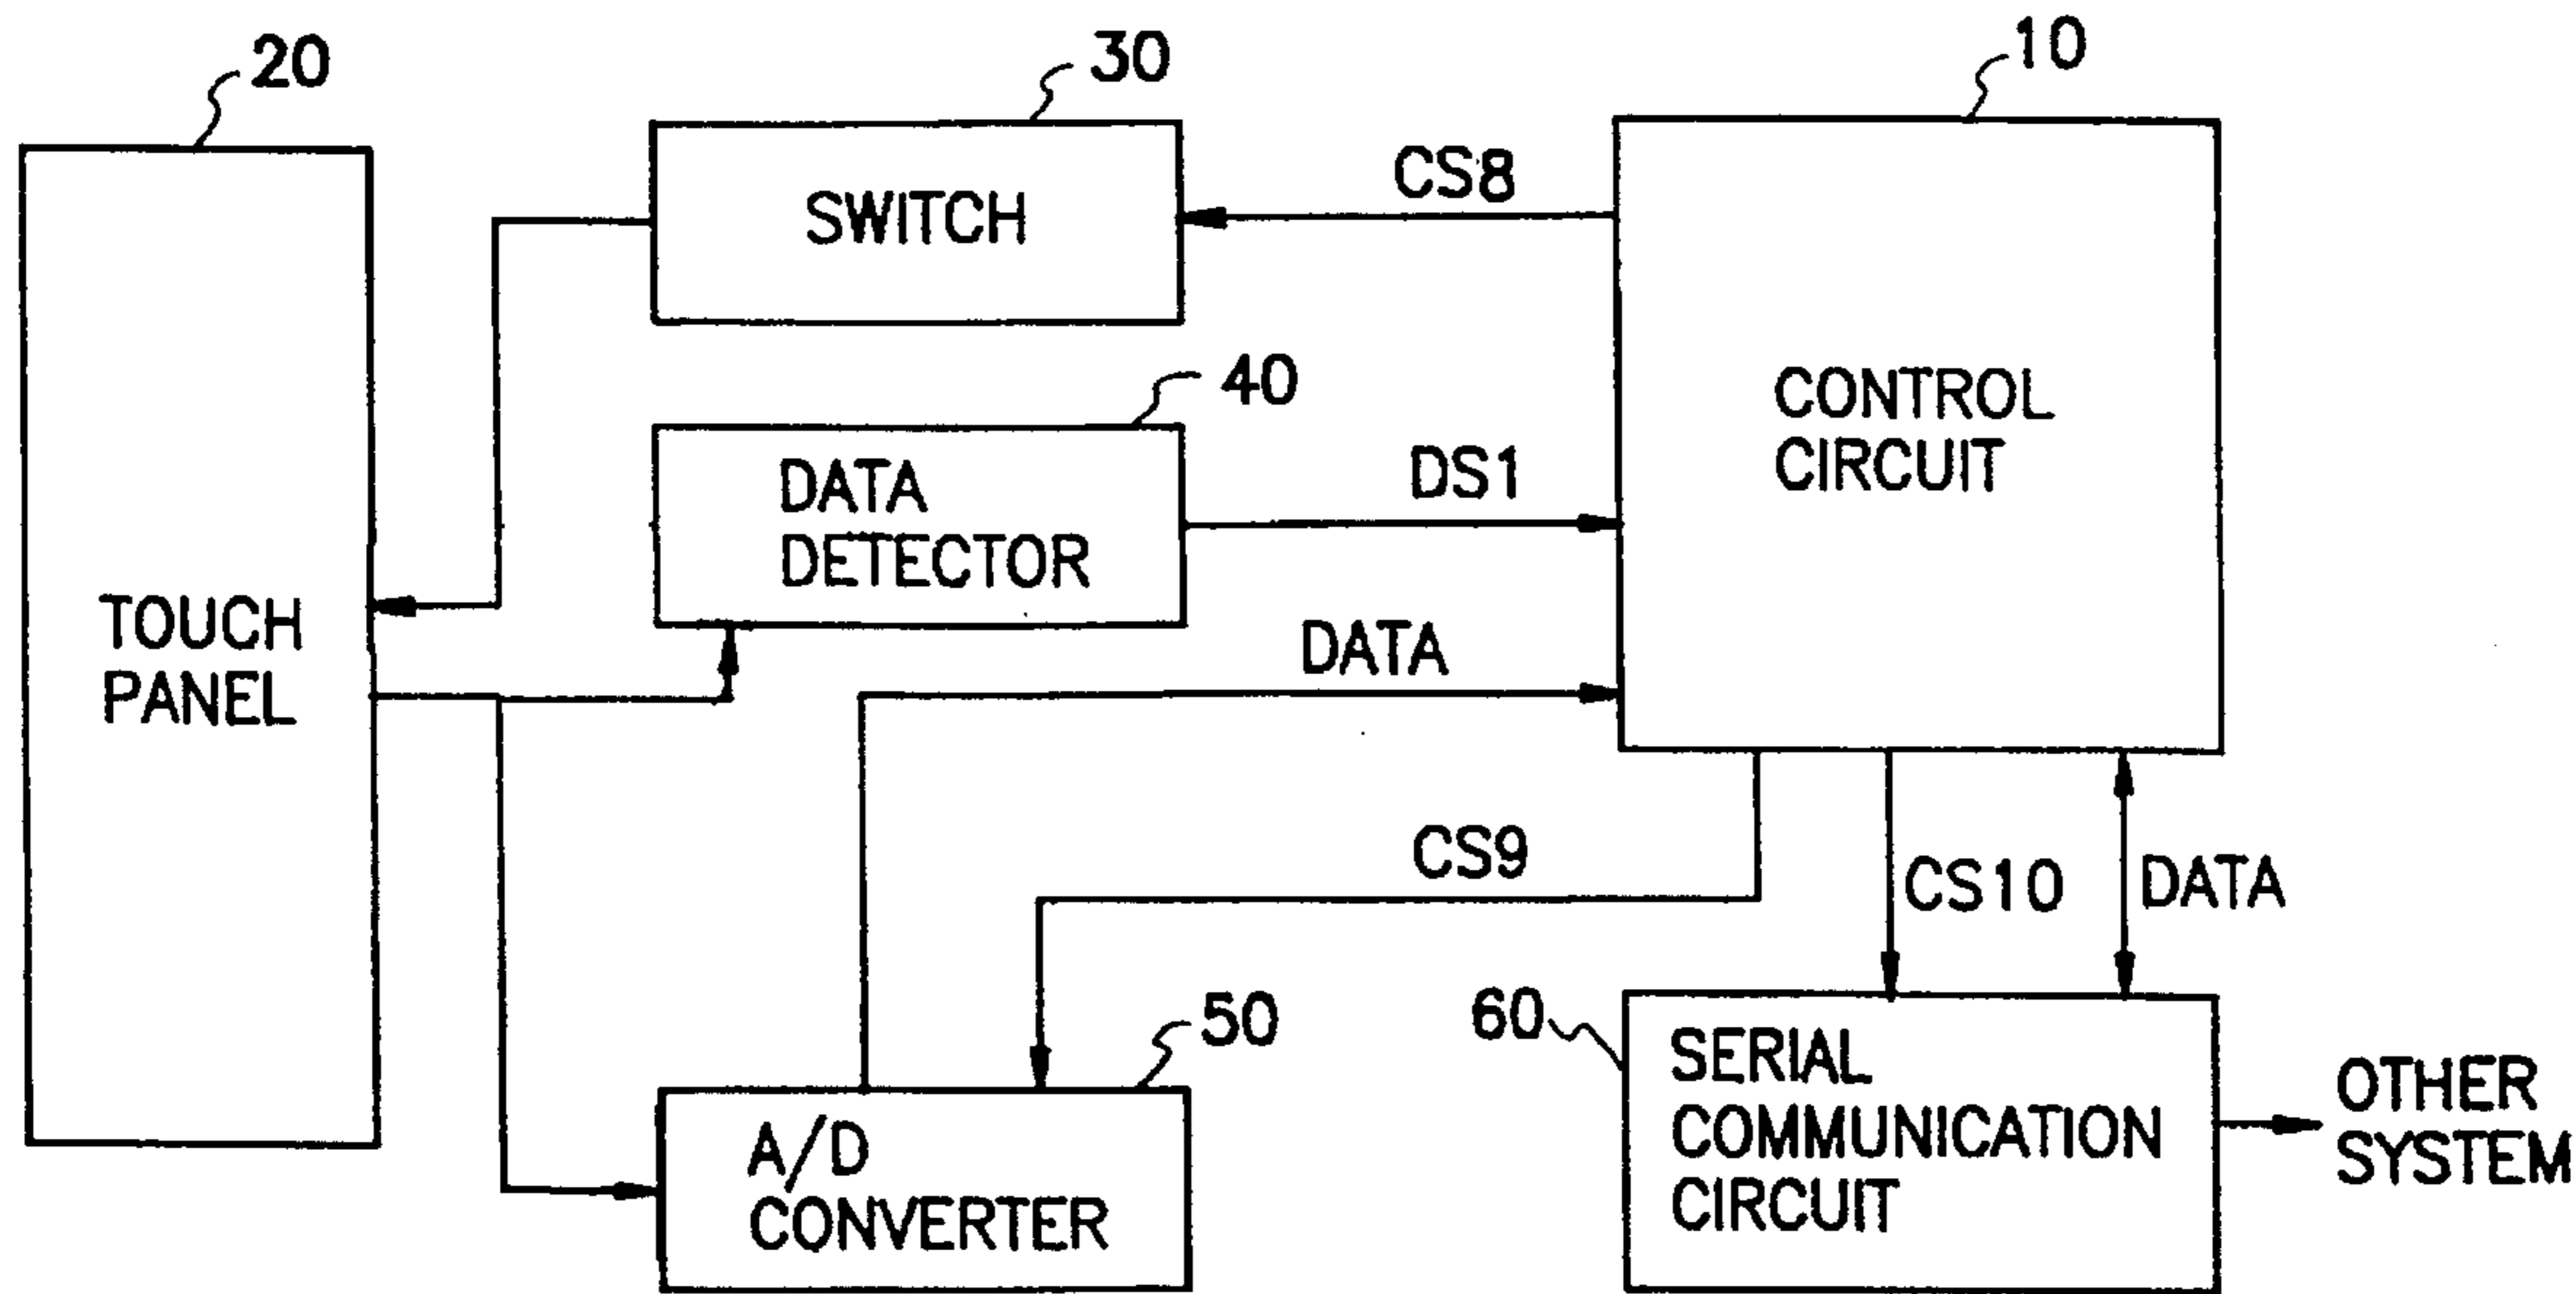 20
30
10
SWITCH
CS8
40
DATA
DETECTOR
DS1
CONTROL
CIRCUIT
TOUCH
PANEL
DATA
CS9
CS10
DATA
50
60
A/D
CONVERTER
SERIAL
COMMUNICATION
CIRCUIT
OTHER
SYSTEM